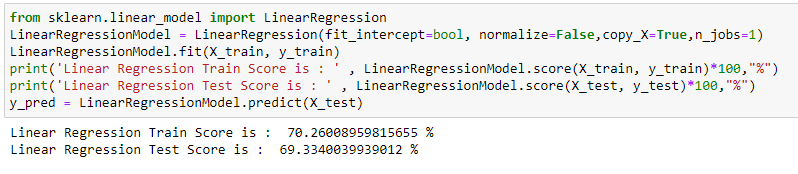 from sklearn.linear_model import LinearRegression
LinearRegressionModel = LinearRegression(fit_intercept=bool, normalize=False,copy_X=True,n_jobs=1)
LinearRegressionModel.fit(X_train, y_train)
print('Linear Regression Train Score is : ' , LinearRegressionModel.score(X_train, y_train)*100,"%")
print('Linear Regression Test Score is : ' , LinearRegressionModel.score(X_test, y_test)*100,"%")
y_pred = LinearRegressionModel.predict(X_test)
Linear Regression Train Score is :  70.26008959815655 %
Linear Regression Test Score is :  69.3340039939012 %